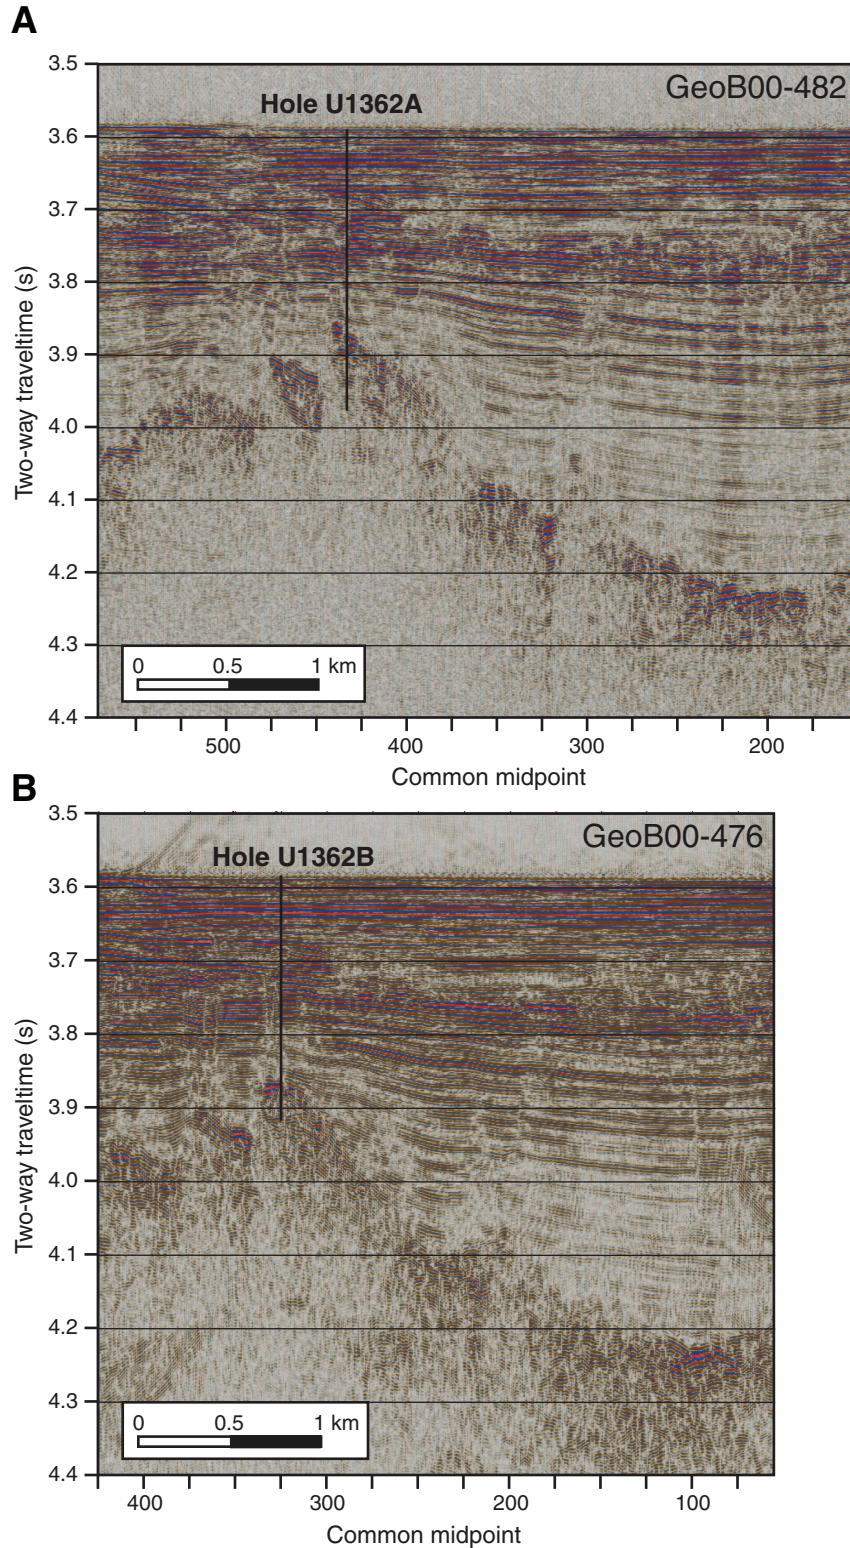 A
GeoB00-482
Hole U1362A
3.5
3.6
3.7
3.8
3.9
4.0
4.1
4.2
4.3
4.4
Two-way traveltime (s)
0 0.5 1 km
500 400 300 200
Common midpoint
B
GeoB00-476
Hole U1362B
3.5
3.6
3.7
3.8
3.9
4.0
4.1
4.2
4.3
4.4
Two-way traveltime (s)
0 0.5 1 km
400 300 200 100
Common midpoint